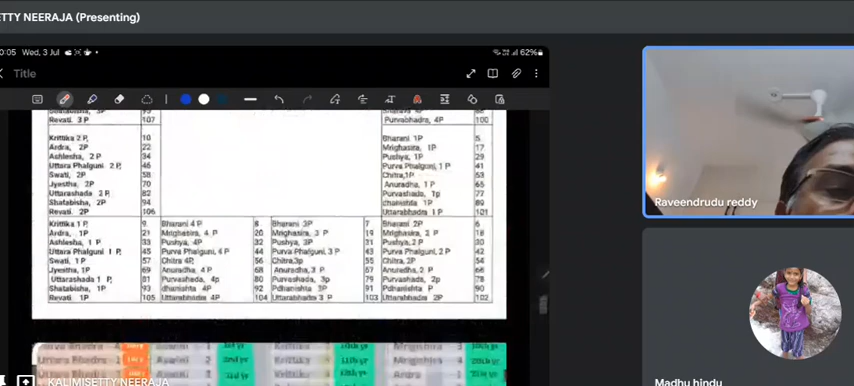 ETTY NEERAJA (Presenting)
0:05 Wed, 3 Jul
62%
Title
Revati. 3 P 107
Purvabhadra, 4P 100
Krittika 2 P, 10
Ardra, 2P 22
Ashlesha, 2 P 34
Uttara Phalguni 2 P, 46
Swati, 2P 58
Jyestha, 2P 70
Uttarashada 2 P, 82
Shatabisha, 2P 94
Revati. 2P 106
Bharani 1P 5
Mrighasira, 1P 17
Pushya, 1P 29
Purva Phalguni, 1 P 41
Chitra,1P 53
Anuradha, 1 P 65
Purvashada, 1p 77
dhanishta 1P 89
Uttarabhadra 1P 101
Krittika 1 P, 9 Bharani 4 P 8 Bharani 3P 7 Bharani 2P 6
Ardra, 1P 21 Mrighasira, 4 P 20 Mrighasira, 3 P 19 Mrighasira, 2 P 18
Ashlesha, 1 P 33 Pushya, 4P 32 Pushya, 3P 31 Pushya, 2 P 30
Uttara Phalguni 1 P, 45 Purva Phalguni, 4 P 44 Purva Phalguni, 3 P 43 Purva Phalguni, 2 P 42
Swati, 1 P 57 Chitra 4P, 56 Chitra,3p 55 Chitra,2P 54
Jyestha, 1P 69 Anuradha, 4 P 68 Anuradha, 3 P 67 Anuradha, 2 P 66
Uttarashada 1 P, 81 Purvashada, 4p 80 Purvashada, 3p 79 Purvashada, 2p 78
Shatabisha, 1P 93 dhanishta 4P 92 Pdhanishta 3P 91 Pdhanishta P 90
Revati 1P 105 Uttarabhadra 4P 104 Uttarabhadra 3 P 103 Uttarabhadra 2P 102
Uttara Bhadra
KALIMISETTY NEERAJA
Raveendrudu reddy
Madhu hindu